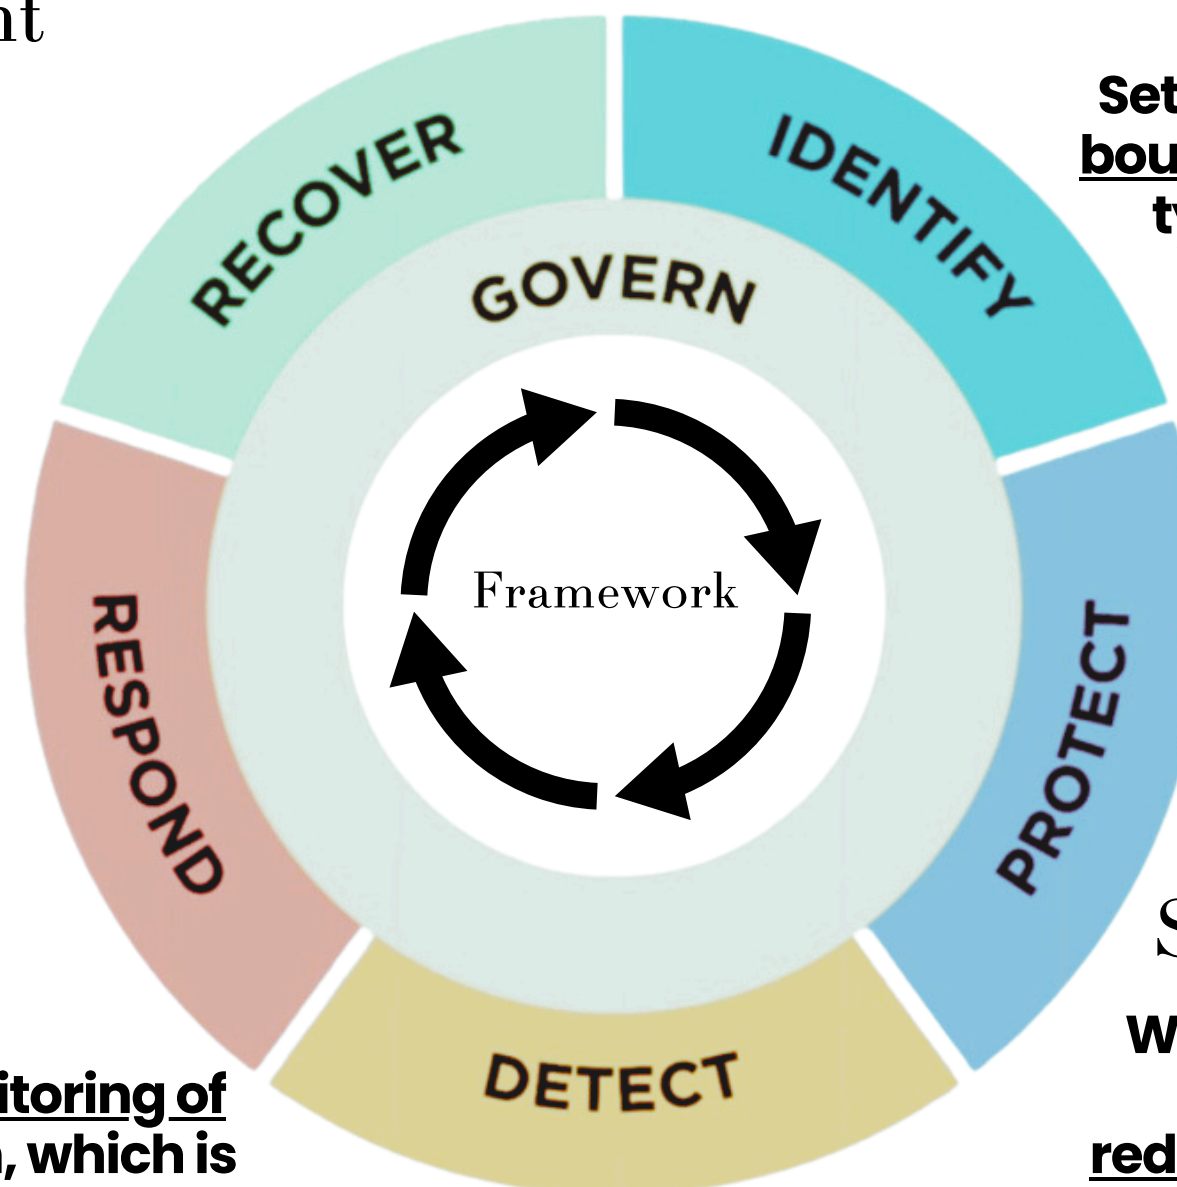 nt
RECOVER
IDENTIFY
Set
bou
GOVERN
Framework
RESPOND
PROTECT
S
W
DETECT
itoring of
, which is
red